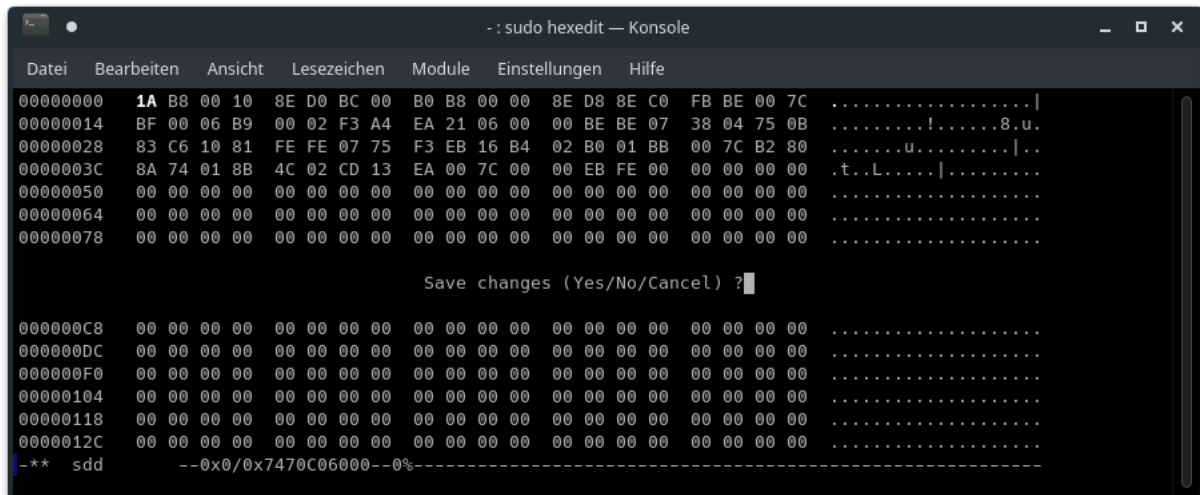 - : sudo hexedit — Konsole
Datei Bearbeiten Ansicht Lesezeichen Module Einstellungen Hilfe
00000000 1A B8 00 10 8E D0 BC 00 B0 B8 00 00 8E D8 8E C0 FB BE 00 7C ...................|
00000014 BF 00 06 B9 00 02 F3 A4 EA 21 06 00 00 BE BE 07 38 04 75 0B .........!......8.u.
00000028 83 C6 10 81 FE FE 07 75 F3 EB 16 B4 02 B0 01 BB 00 7C B2 80 .......u.........|..
0000003C 8A 74 01 8B 4C 02 CD 13 EA 00 7C 00 00 EB FE 00 00 00 00 00 .t..L.....|.........
00000050 00 00 00 00 00 00 00 00 00 00 00 00 00 00 00 00 00 00 00 00 ....................
00000064 00 00 00 00 00 00 00 00 00 00 00 00 00 00 00 00 00 00 00 00 ....................
00000078 00 00 00 00 00 00 00 00 00 00 00 00 00 00 00 00 00 00 00 00 ....................
Save changes (Yes/No/Cancel) ?
000000C8 00 00 00 00 00 00 00 00 00 00 00 00 00 00 00 00 00 00 00 00 ....................
000000DC 00 00 00 00 00 00 00 00 00 00 00 00 00 00 00 00 00 00 00 00 ....................
000000F0 00 00 00 00 00 00 00 00 00 00 00 00 00 00 00 00 00 00 00 00 ....................
00000104 00 00 00 00 00 00 00 00 00 00 00 00 00 00 00 00 00 00 00 00 ....................
00000118 00 00 00 00 00 00 00 00 00 00 00 00 00 00 00 00 00 00 00 00 ....................
0000012C 00 00 00 00 00 00 00 00 00 00 00 00 00 00 00 00 00 00 00 00 ....................
-** sdd --0x0/0x7470C06000--0%-----------------------------------------------------------